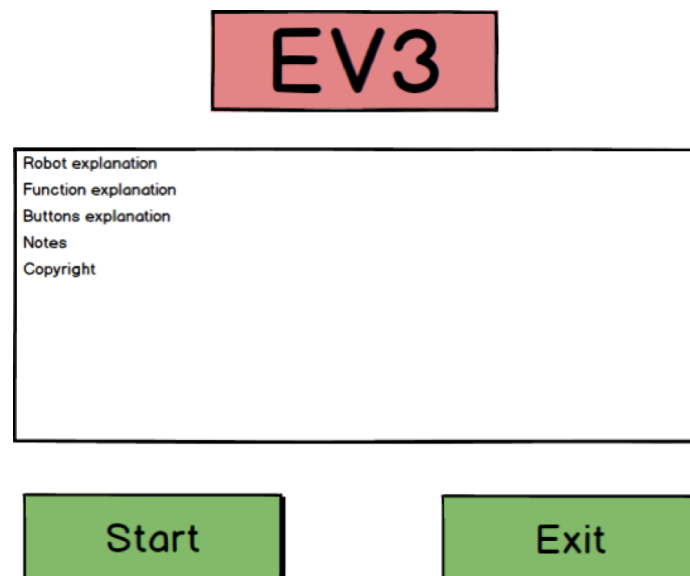 EV3
Robot explanation
Function explanation
Buttons explanation
Notes
Copyright
Start
Exit